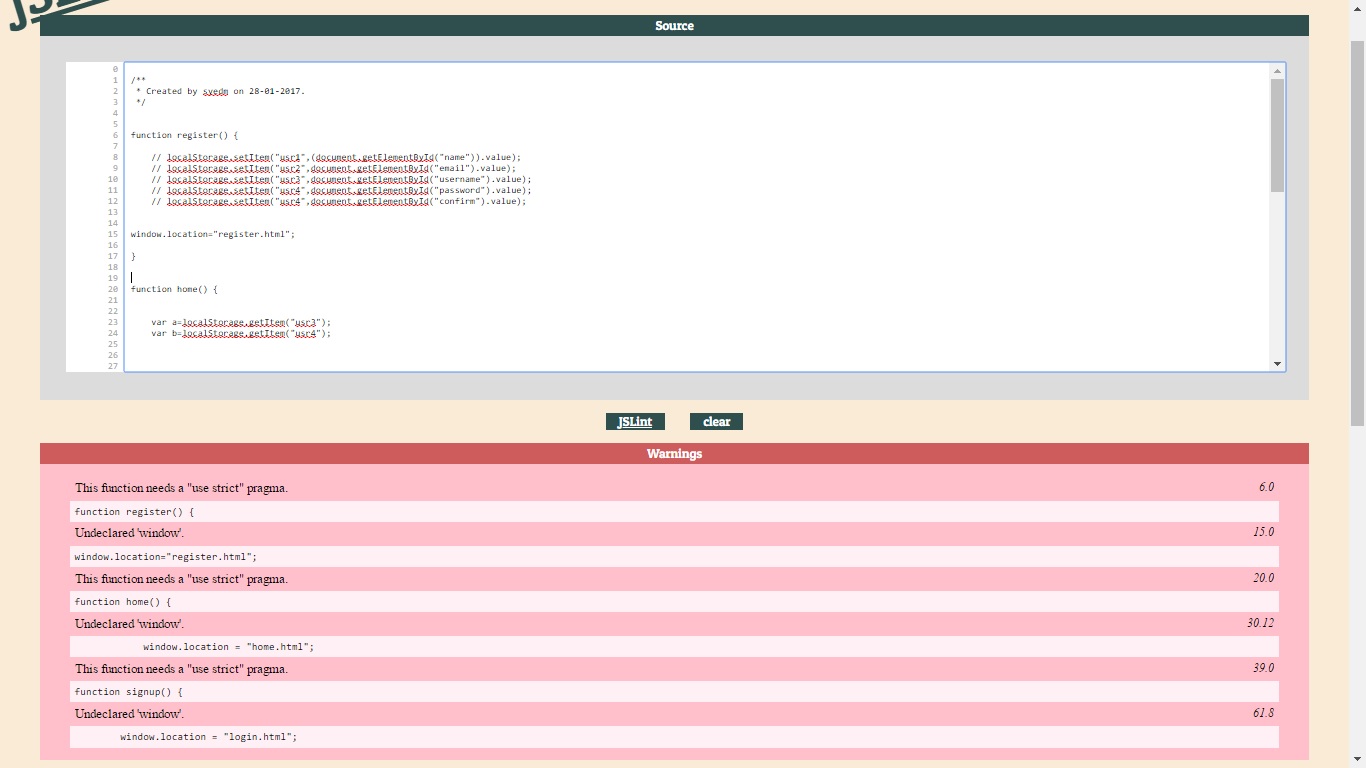 JSLint
Source
0
1 /**
2 * Created by syedm on 28-01-2017.
3 */
4
5
6 function register() {
7
8 // localStorage.setItem("usr1",(document.getElementById("name")).value);
9 // localStorage.setItem("usr2",document.getElementById("email").value);
10 // localStorage.setItem("usr3",document.getElementById("username").value);
11 // localStorage.setItem("usr4",document.getElementById("password").value);
12 // localStorage.setItem("usr4",document.getElementById("confirm").value);
13
14
15 window.location="register.html";
16
17 }
18
19
20 function home() {
21
22
23 var a=localStorage.getItem("usr3");
24 var b=localStorage.getItem("usr4");
25
26
27
JSLint clear
Warnings
This function needs a "use strict" pragma. 6.0
function register() {
Undeclared 'window'. 15.0
window.location="register.html";
This function needs a "use strict" pragma. 20.0
function home() {
Undeclared 'window'. 30.12
window.location = "home.html";
This function needs a "use strict" pragma. 39.0
function signup() {
Undeclared 'window'. 61.8
window.location = "login.html";